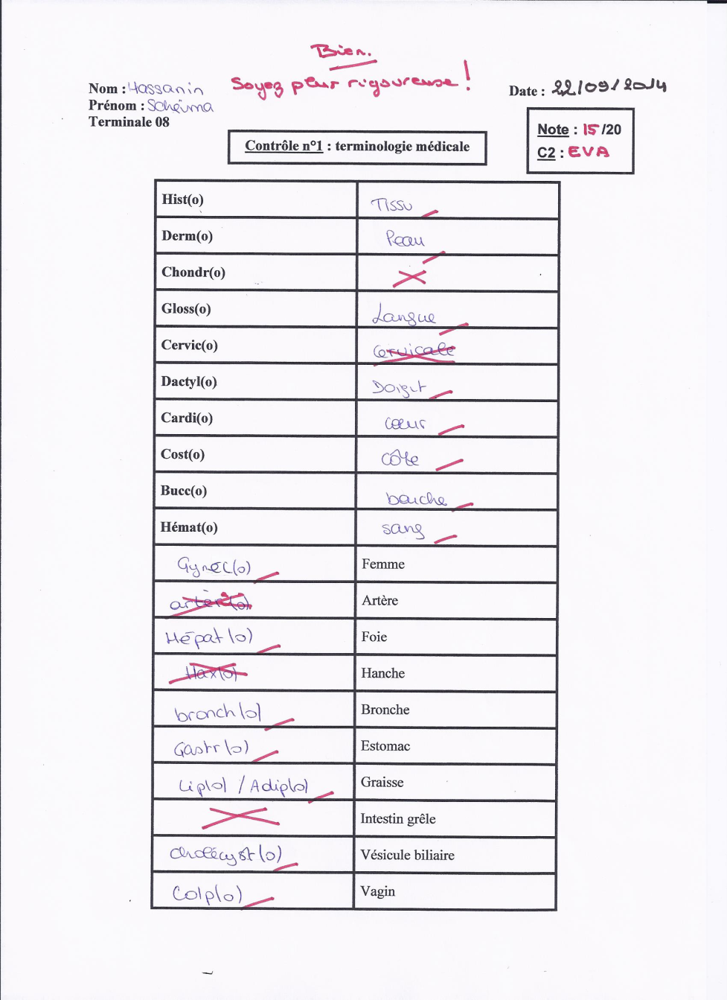 Bien.
Soyez plus rigoureuse !
Nom : Hassanin
Prénom : Scheïma
Terminale 08
Date : 22/09/2014
Note : 15/20
C2 : EVA
Contrôle n°1 : terminologie médicale
Hist(o) Tissu
Derm(o) Peau
Chondr(o)
Gloss(o) Langue
Cervic(o) Cervicale
Dactyl(o) Doigt
Cardi(o) cœur
Cost(o) Côte
Bucc(o) bouche
Hémat(o) sang
Gynéc(o) Femme
artèr(o) Artère
Hépat(o) Foie
Hax(o) Hanche
bronch(o) Bronche
Gastr(o) Estomac
Lip(o) / Adip(o) Graisse
Intestin grêle
cholécyst(o) Vésicule biliaire
Colp(o) Vagin